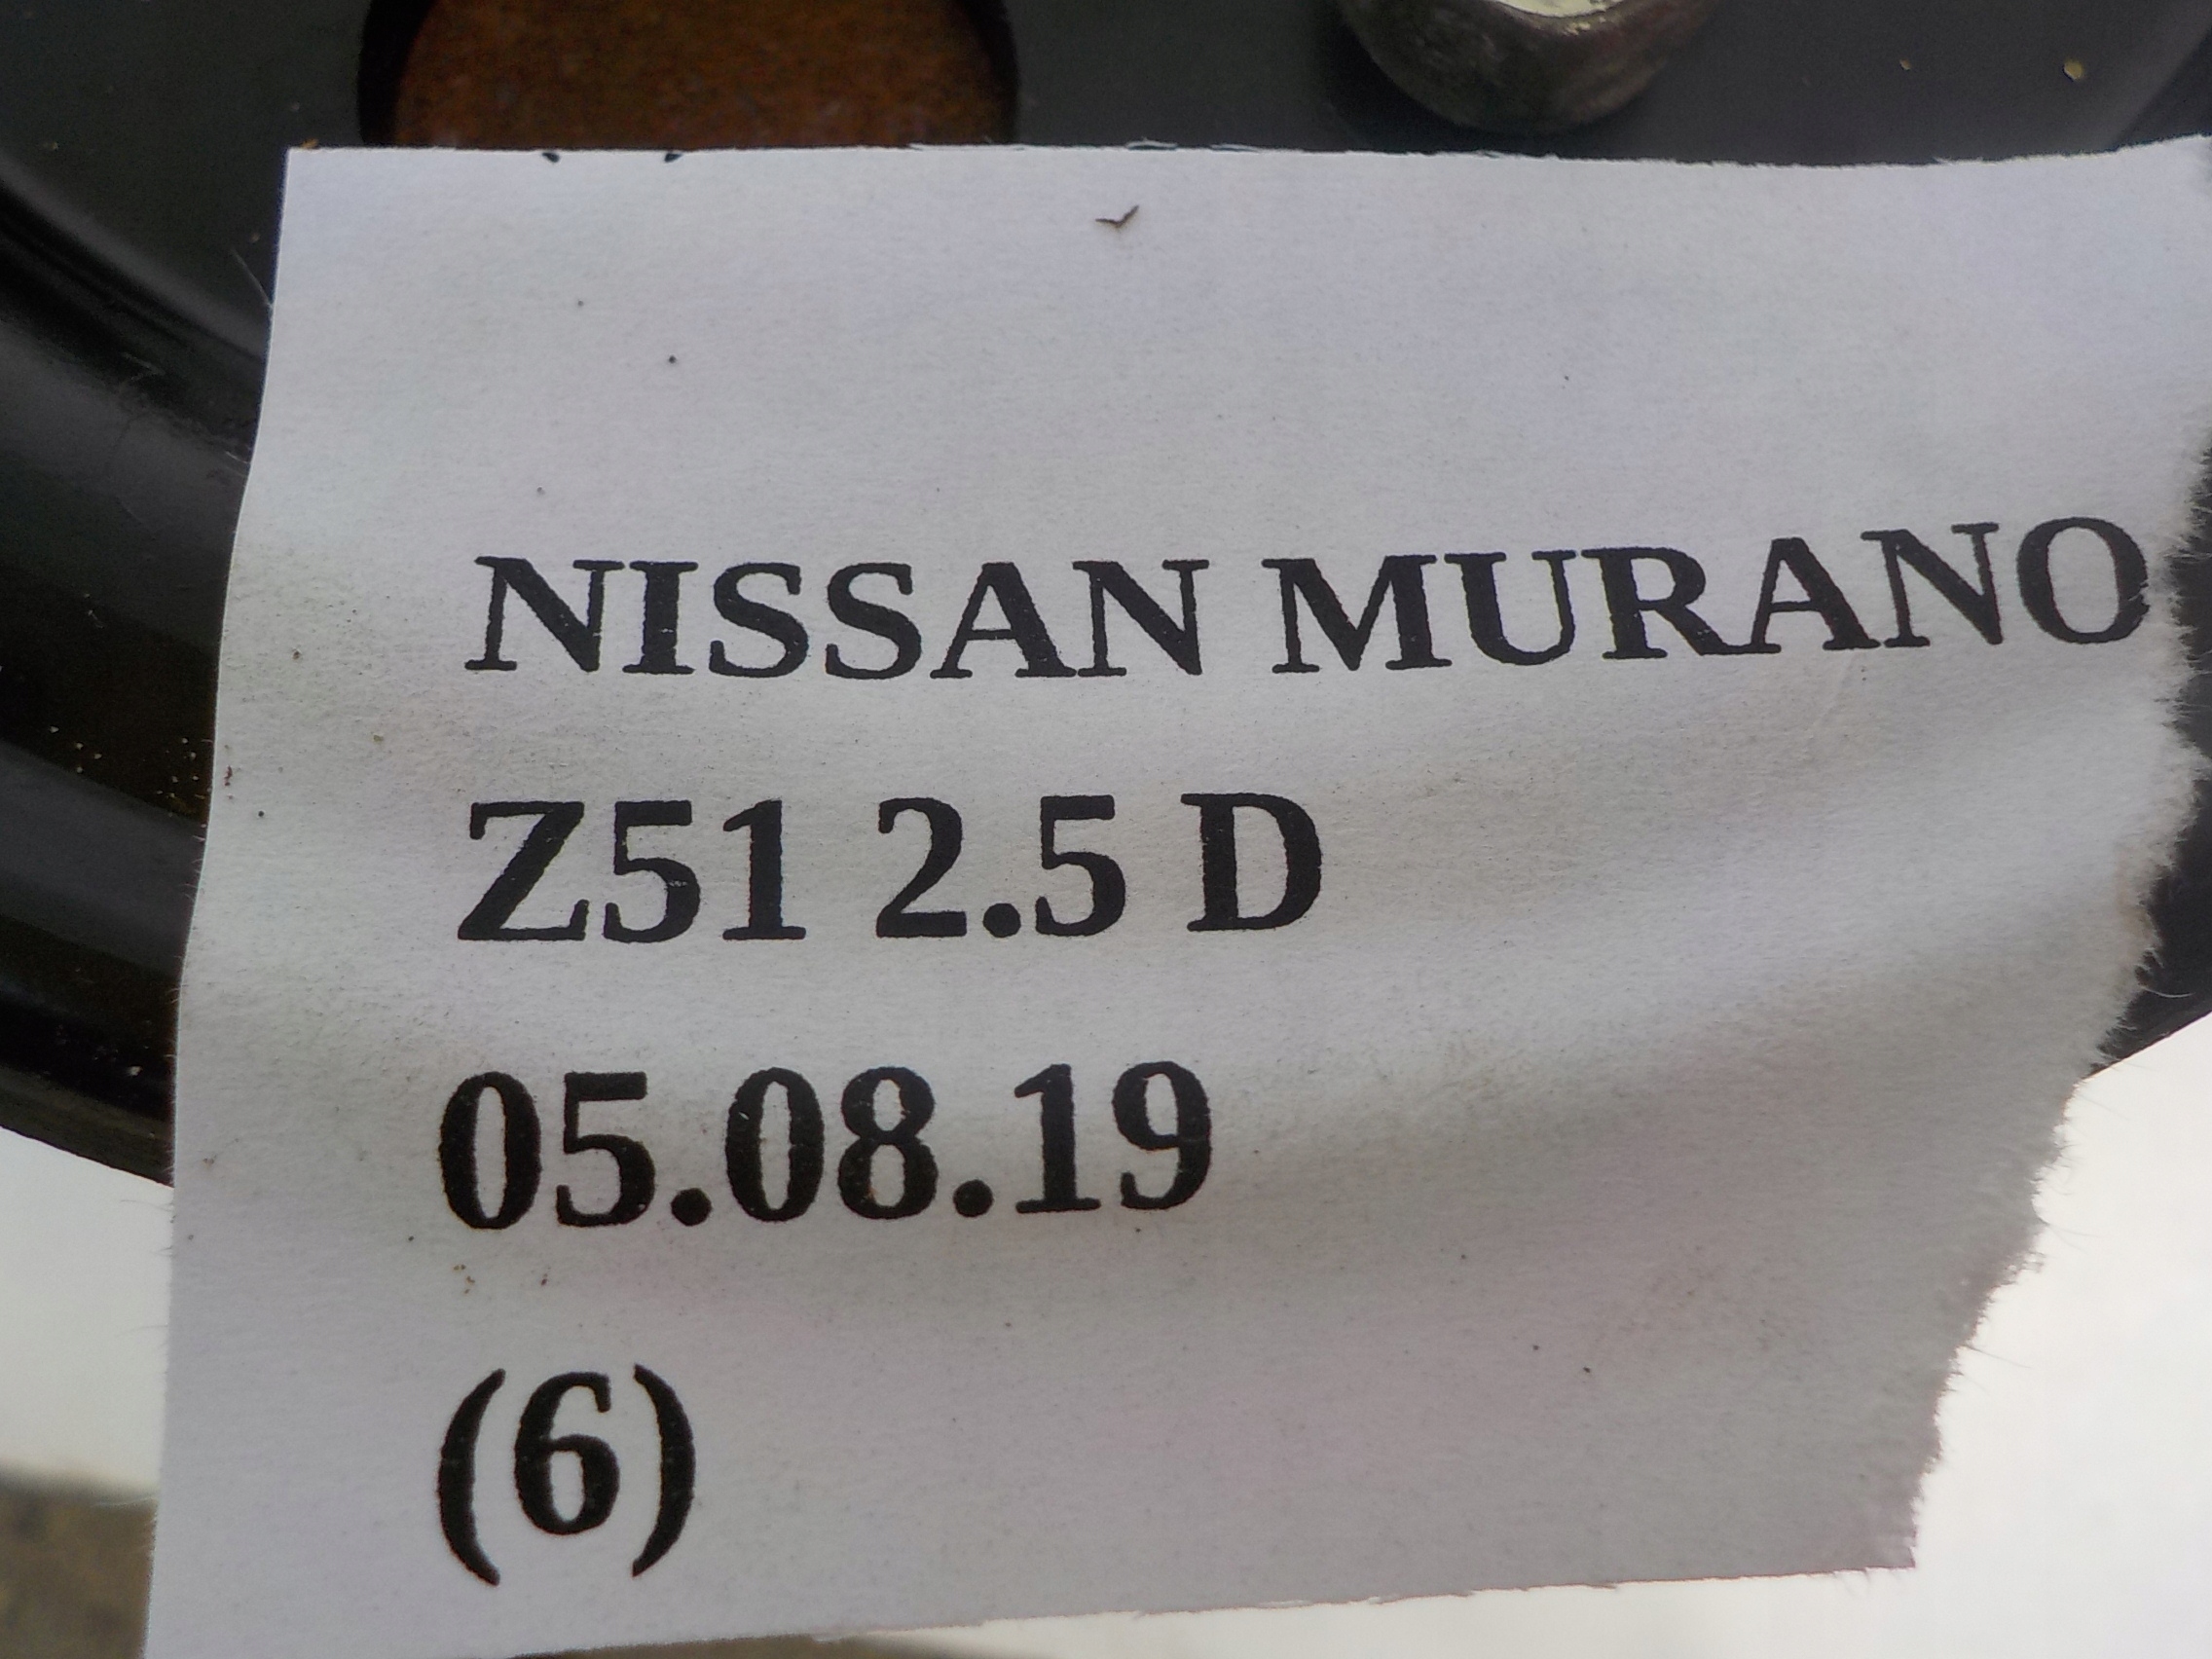 NISSAN MURANO
Z51 2.5 D
05.08.19
(6)